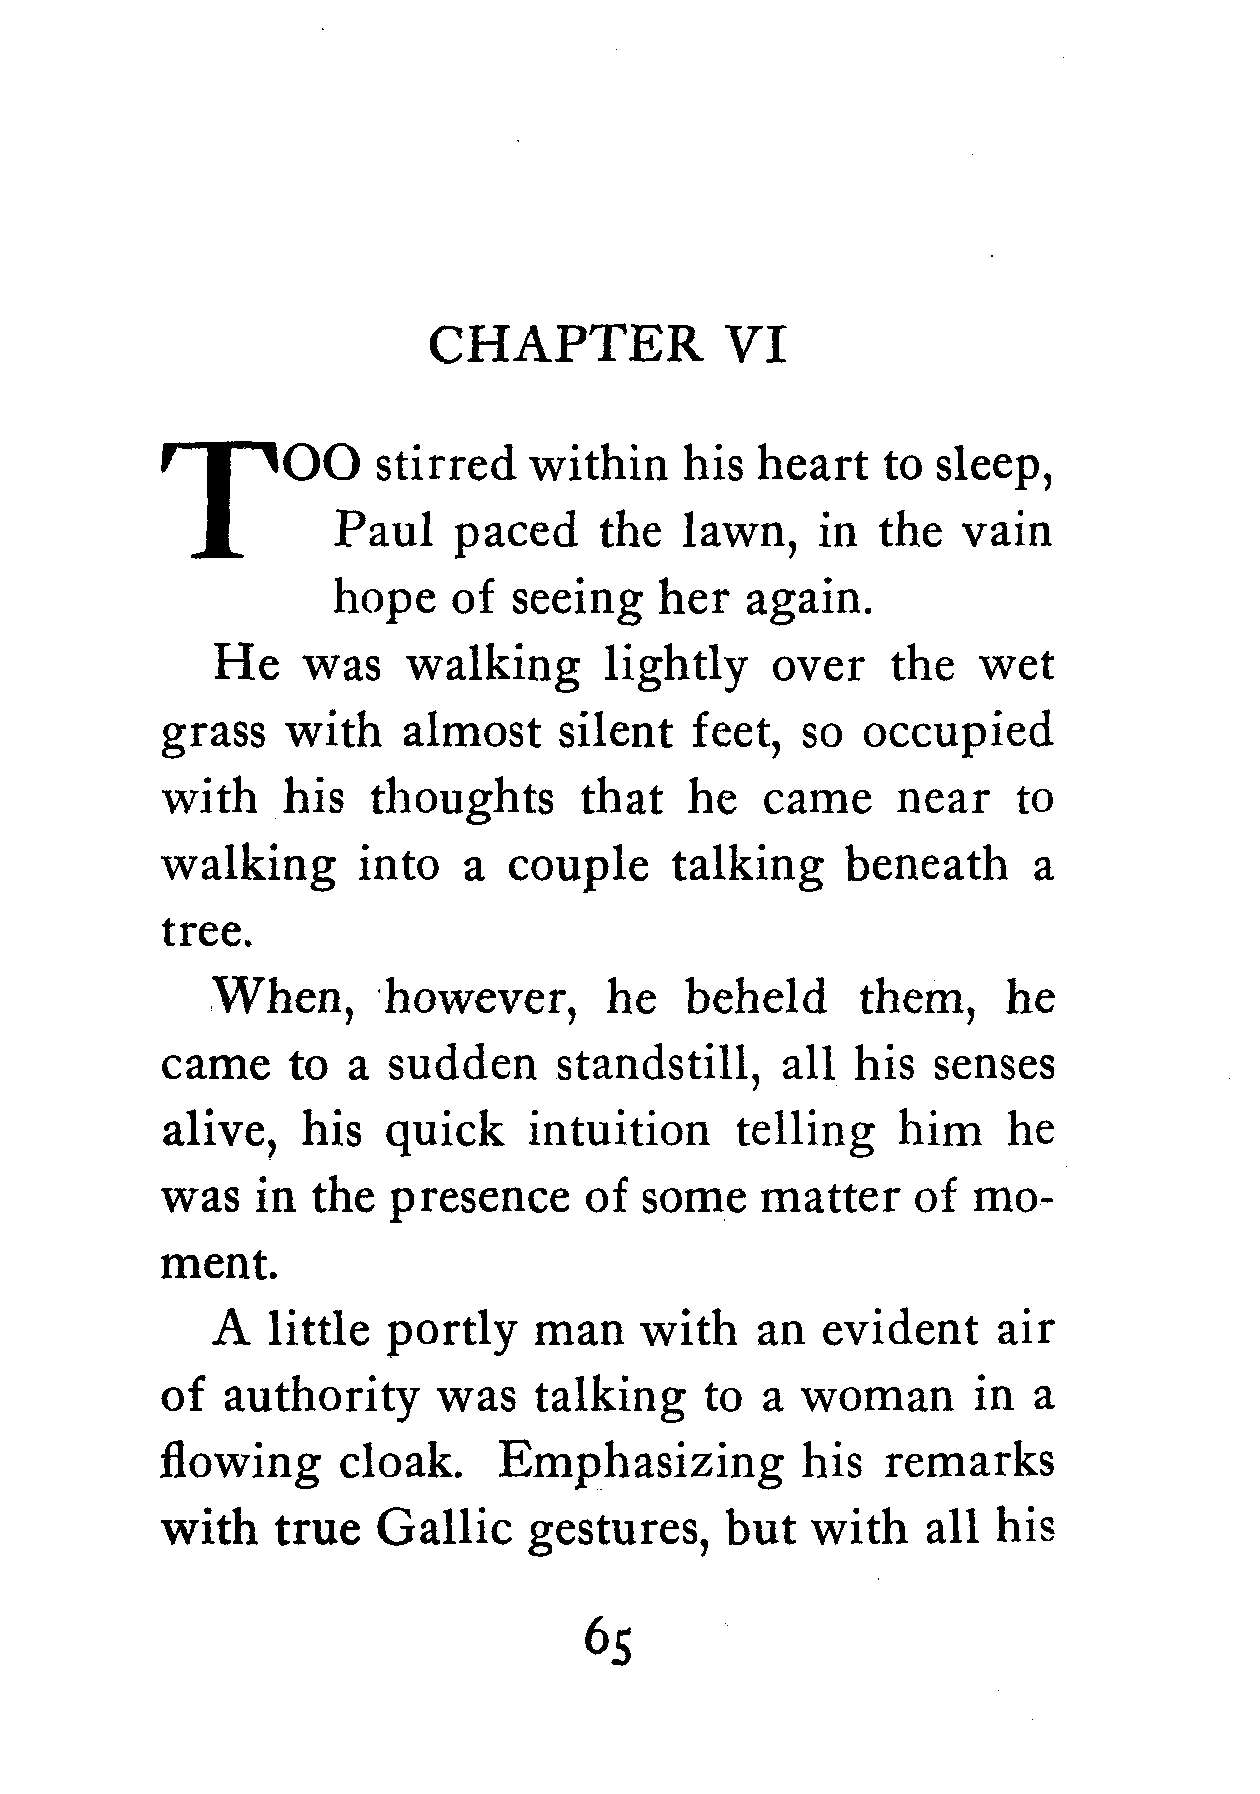 CHAPTER VI
TOO stirred within his heart to sleep,
Paul paced the lawn, in the vain
hope of seeing her again.
He was walking lightly over the wet
grass with almost silent feet, so occupied
with his thoughts that he came near to
walking into a couple talking beneath a
tree.
When, however, he beheld them, he
came to a sudden standstill, all his senses
alive, his quick intuition telling him he
was in the presence of some matter of mo-
ment.
A little portly man with an evident air
of authority was talking to a woman in a
flowing cloak. Emphasizing his remarks
with true Gallic gestures, but with all his
65